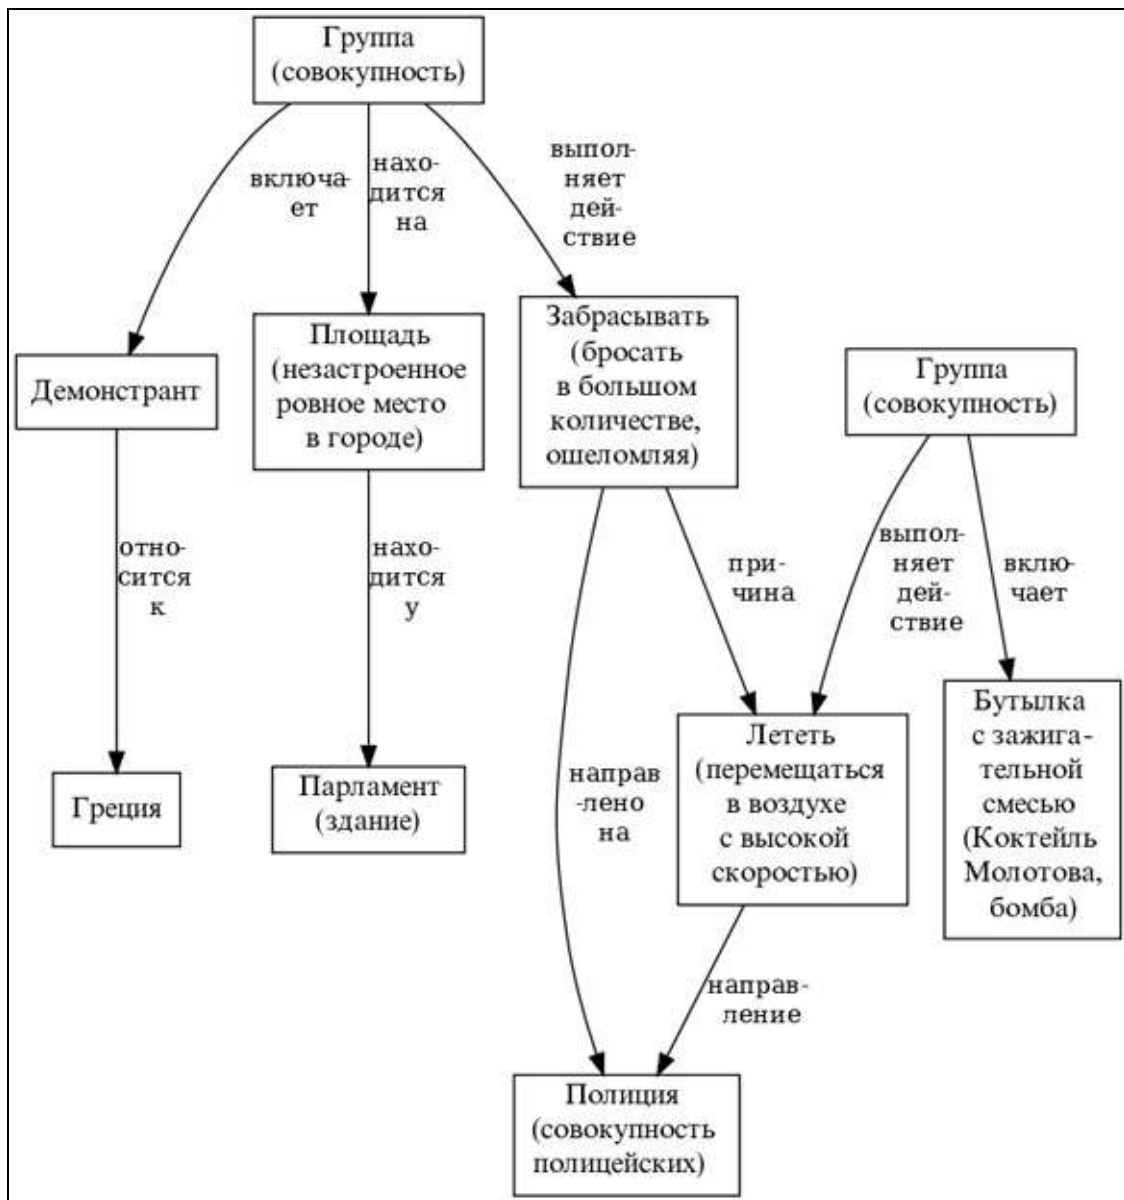 Группа
(совокупность)
включа-
ет
нахо-
дится
на
выпол-
няет
дей-
ствие
Демонстрант
Площадь
(незастроенное
ровное место
в городе)
Забрасывать
(бросать
в большом
количестве,
ошеломляя)
Группа
(совокупность)
отно-
сится
к
нахо-
дится
у
при-
чина
выпол-
няет
дей-
ствие
вклю-
чает
Греция
Парламент
(здание)
направ
-лено
на
Лететь
(перемещаться
в воздухе
с высокой
скоростью)
Бутылка
с зажига-
тельной
смесью
(Коктейль
Молотова,
бомба)
направ-
ление
Полиция
(совокупность
полицейских)